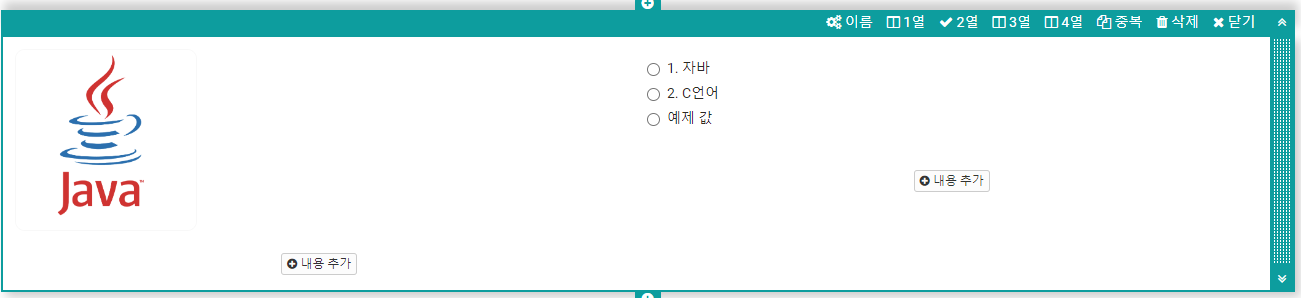 이름 1열 2열 3열 4열 중복 삭제 닫기
Java™
1. 자바
2. C언어
예제 값
내용 추가
내용 추가